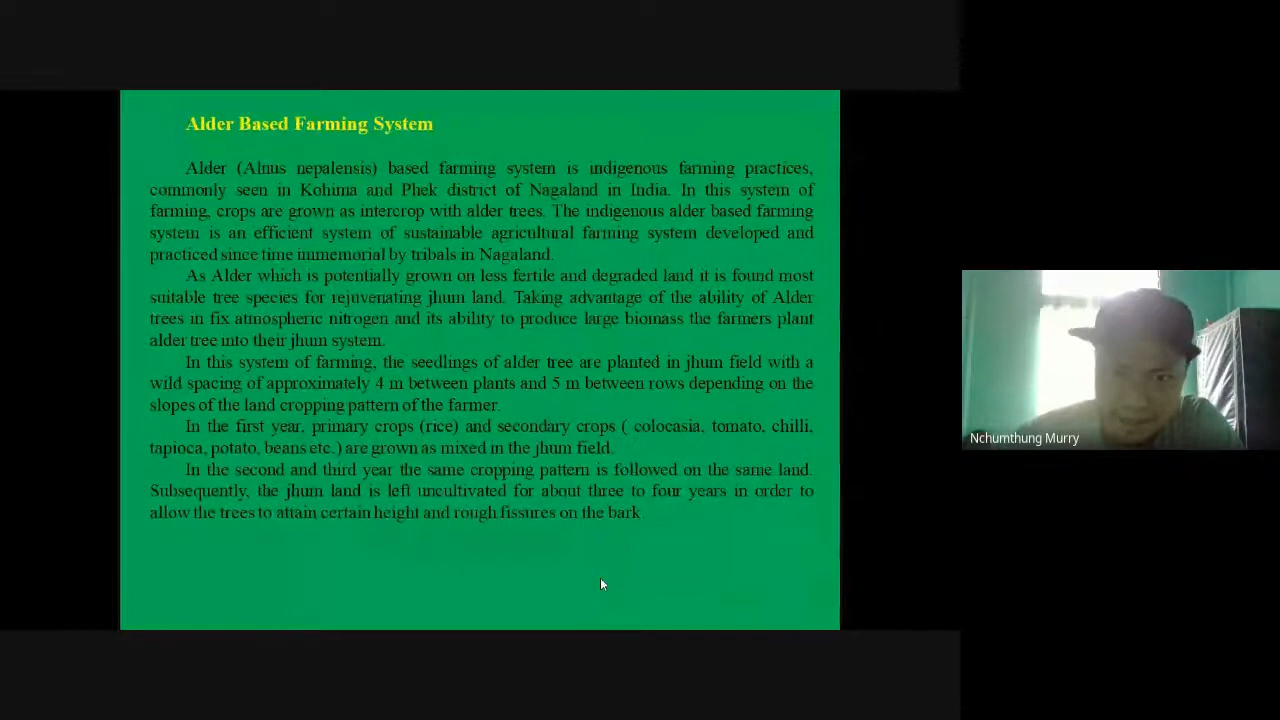 Alder Based Farming System
Alder (Alnus nepalensis) based farming system is indigenous farming practices,
commonly seen in Kohima and Phek district of Nagaland in India. In this system of
farming, crops are grown as intercrop with alder trees. The indigenous alder based farming
system is an efficient system of sustainable agricultural farming system developed and
practiced since time immemorial by tribals in Nagaland.
As Alder which is potentially grown on less fertile and degraded land it is found most
suitable tree species for rejuvenating jhum land. Taking advantage of the ability of Alder
trees in fix atmospheric nitrogen and its ability to produce large biomass the farmers plant
alder tree into their jhum system.
In this system of farming, the seedlings of alder tree are planted in jhum field with a
wild spacing of approximately 4 m between plants and 5 m between rows depending on the
slopes of the land cropping pattern of the farmer.
In the first year, primary crops (rice) and secondary crops ( colocasia, tomato, chilli,
tapioca, potato, beans etc.) are grown as mixed in the jhum field.
In the second and third year the same cropping pattern is followed on the same land.
Subsequently, the jhum land is left uncultivated for about three to four years in order to
allow the trees to attain certain height and rough fissures on the bark
Nchumthung Murry